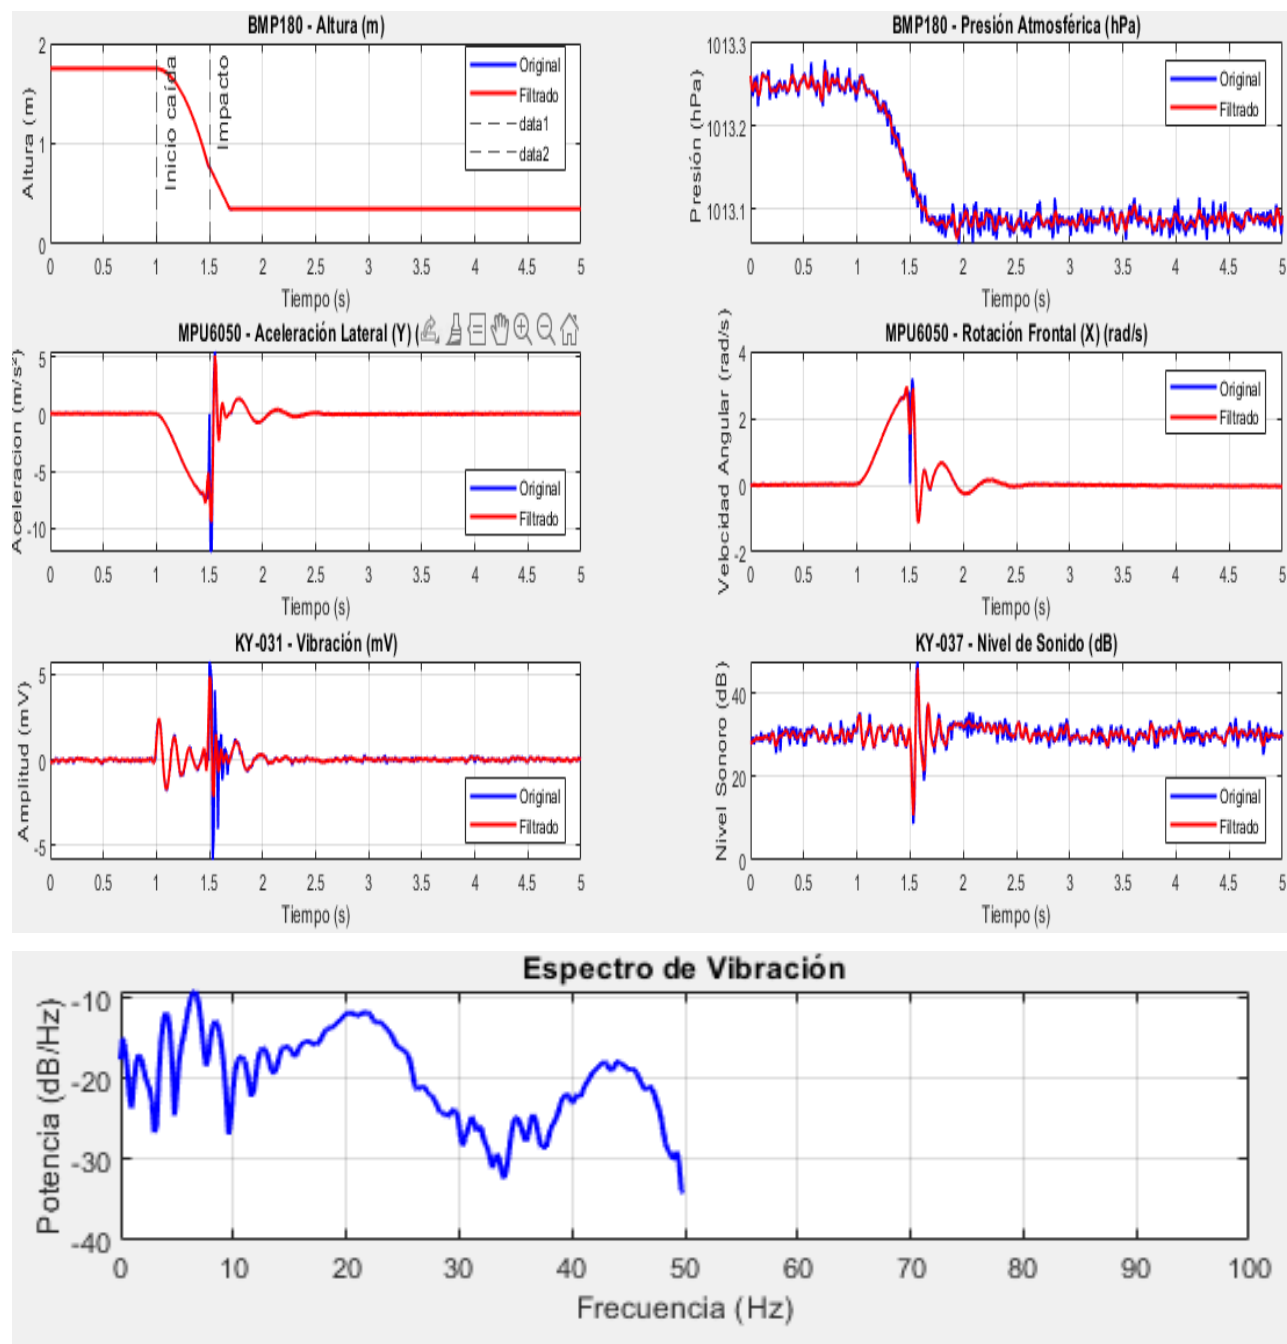 BMP180 - Altura (m)
Altura (m)
2
1
0
Inicio caída
Impacto
Original
Filtrado
data1
data2
0 0.5 1 1.5 2 2.5 3 3.5 4 4.5 5
Tiempo (s)
BMP180 - Presión Atmosférica (hPa)
Presión (hPa)
1013.3
1013.2
1013.1
Original
Filtrado
0 0.5 1 1.5 2 2.5 3 3.5 4 4.5 5
Tiempo (s)
MPU6050 - Aceleración Lateral (Y) (
Aceleracion (m/s²)
5
0
-5
-10
Original
Filtrado
0 0.5 1 1.5 2 2.5 3 3.5 4 4.5 5
Tiempo (s)
MPU6050 - Rotación Frontal (X) (rad/s)
Velocidad Angular (rad/s)
4
2
0
-2
Original
Filtrado
0 0.5 1 1.5 2 2.5 3 3.5 4 4.5 5
Tiempo (s)
KY-031 - Vibración (mV)
Amplitud (mV)
5
0
-5
Original
Filtrado
0 0.5 1 1.5 2 2.5 3 3.5 4 4.5 5
Tiempo (s)
KY-037 - Nivel de Sonido (dB)
Nivel Sonoro (dB)
40
20
0
Original
Filtrado
0 0.5 1 1.5 2 2.5 3 3.5 4 4.5 5
Tiempo (s)
Espectro de Vibración
Potencia (dB/Hz)
-10
-20
-30
-40
0 10 20 30 40 50 60 70 80 90 100
Frecuencia (Hz)